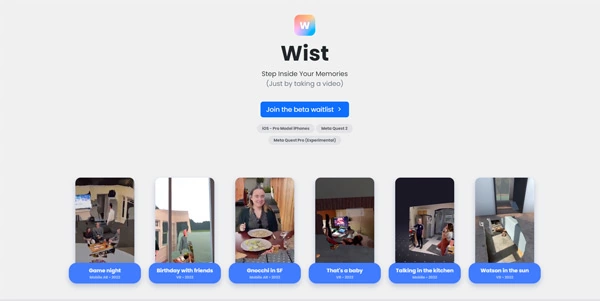 W
Wist
Step Inside Your Memories
(Just by taking a video)
Join the beta waitlist >
iOS - Pro Model iPhones
Meta Quest 2
Meta Quest Pro (Experimental)
Game night
Mobile AR • 2022
Birthday with friends
VR • 2022
Gnocchi in SF
Mobile AR • 2022
That's a baby
VR • 2022
Talking in the kitchen
VR • 2022
Watson in the sun
VR • 2022